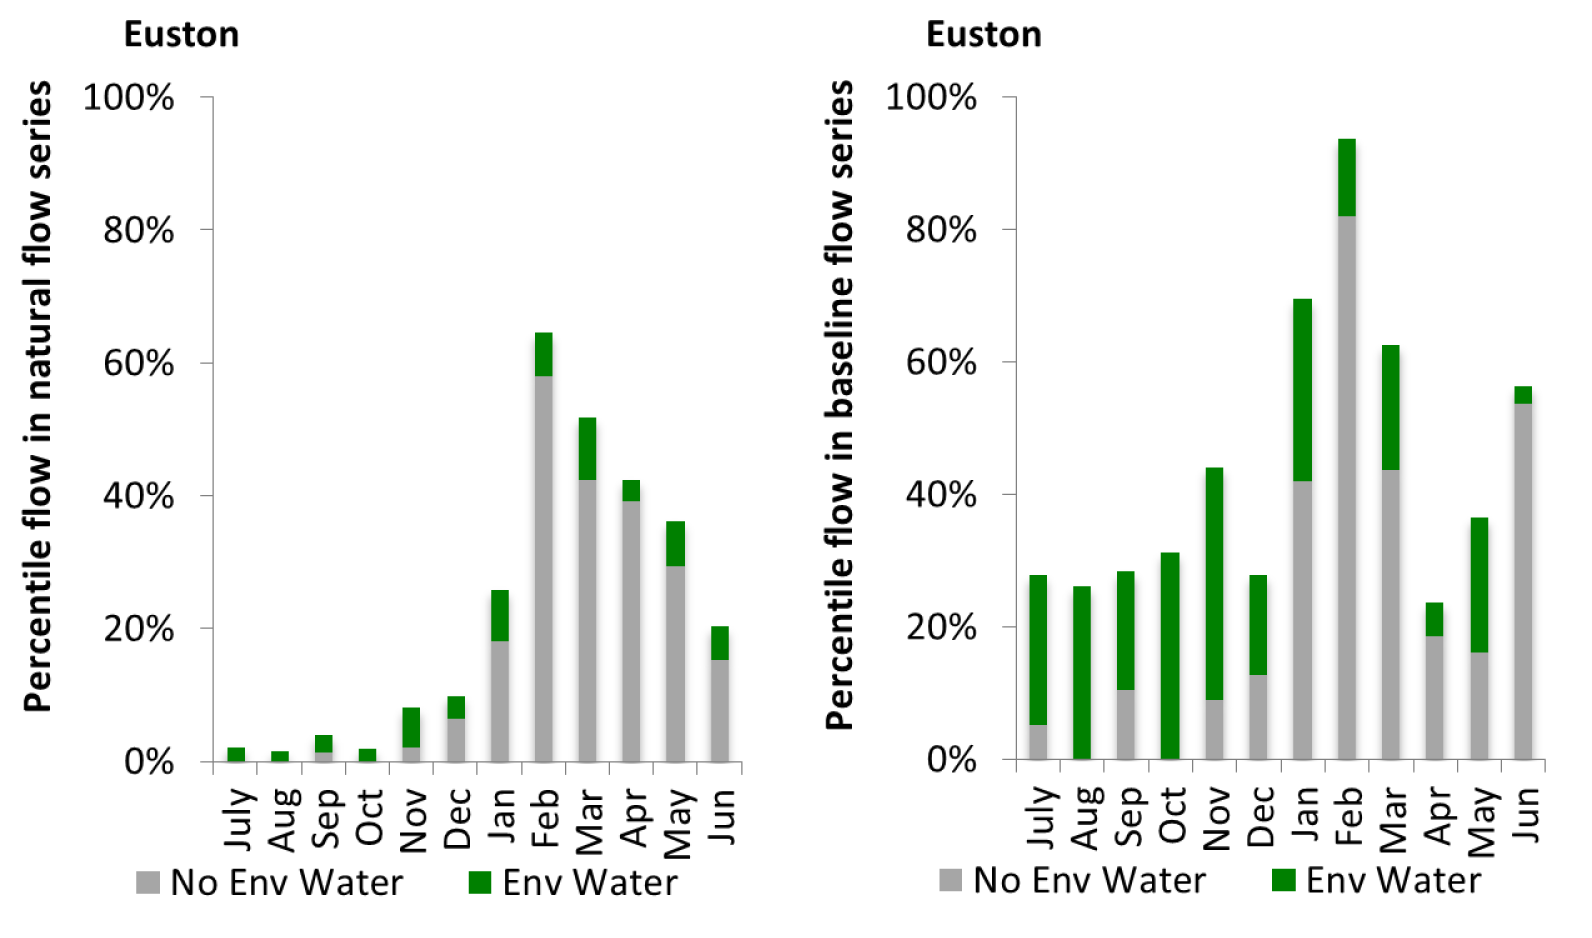 Euston
Percentile flow in natural flow series
100%
80%
60%
40%
20%
0%
July
Aug
Sep
Oct
Nov
Dec
Jan
Feb
Mar
Apr
May
Jun
No Env Water
Env Water
Euston
Percentile flow in baseline flow series
100%
80%
60%
40%
20%
0%
July
Aug
Sep
Oct
Nov
Dec
Jan
Feb
Mar
Apr
May
Jun
No Env Water
Env Water